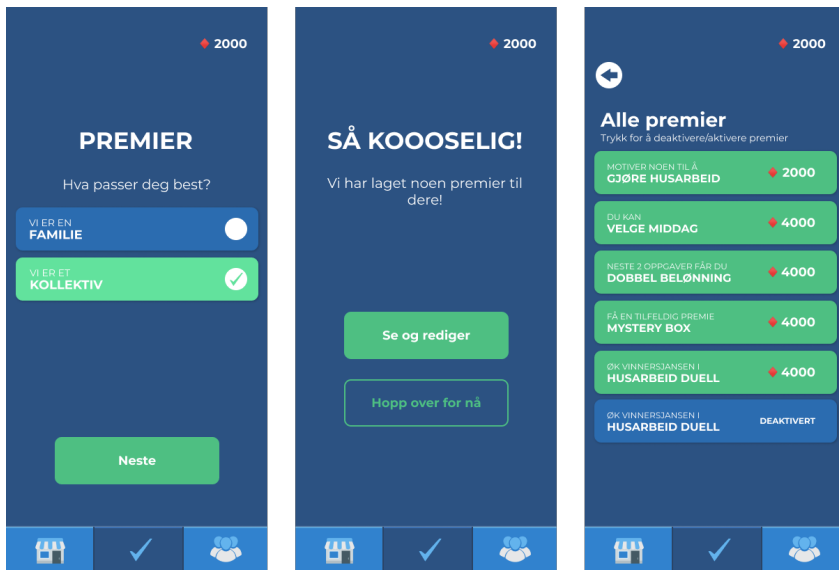 2000
PREMIER
Hva passer deg best?
VI ER EN
FAMILIE
VI ER ET
KOLLEKTIV
Neste
2000
SÅ KOOOSELIG!
Vi har laget noen premier til
dere!
Se og rediger
Hopp over for nå
2000
Alle premier
Trykk for å deaktivere/aktivere premier
MOTIVER NOEN TIL Å
GJØRE HUSARBEID
2000
DU KAN
VELGE MIDDAG
4000
NESTE 2 OPPGAVER FÅR DU
DOBBEL BELØNNING
4000
FÅ EN TILFELDIG PREMIE
MYSTERY BOX
4000
ØK VINNERSJANSEN I
HUSARBEID DUELL
4000
ØK VINNERSJANSEN I
HUSARBEID DUELL
DEAKTIVERT